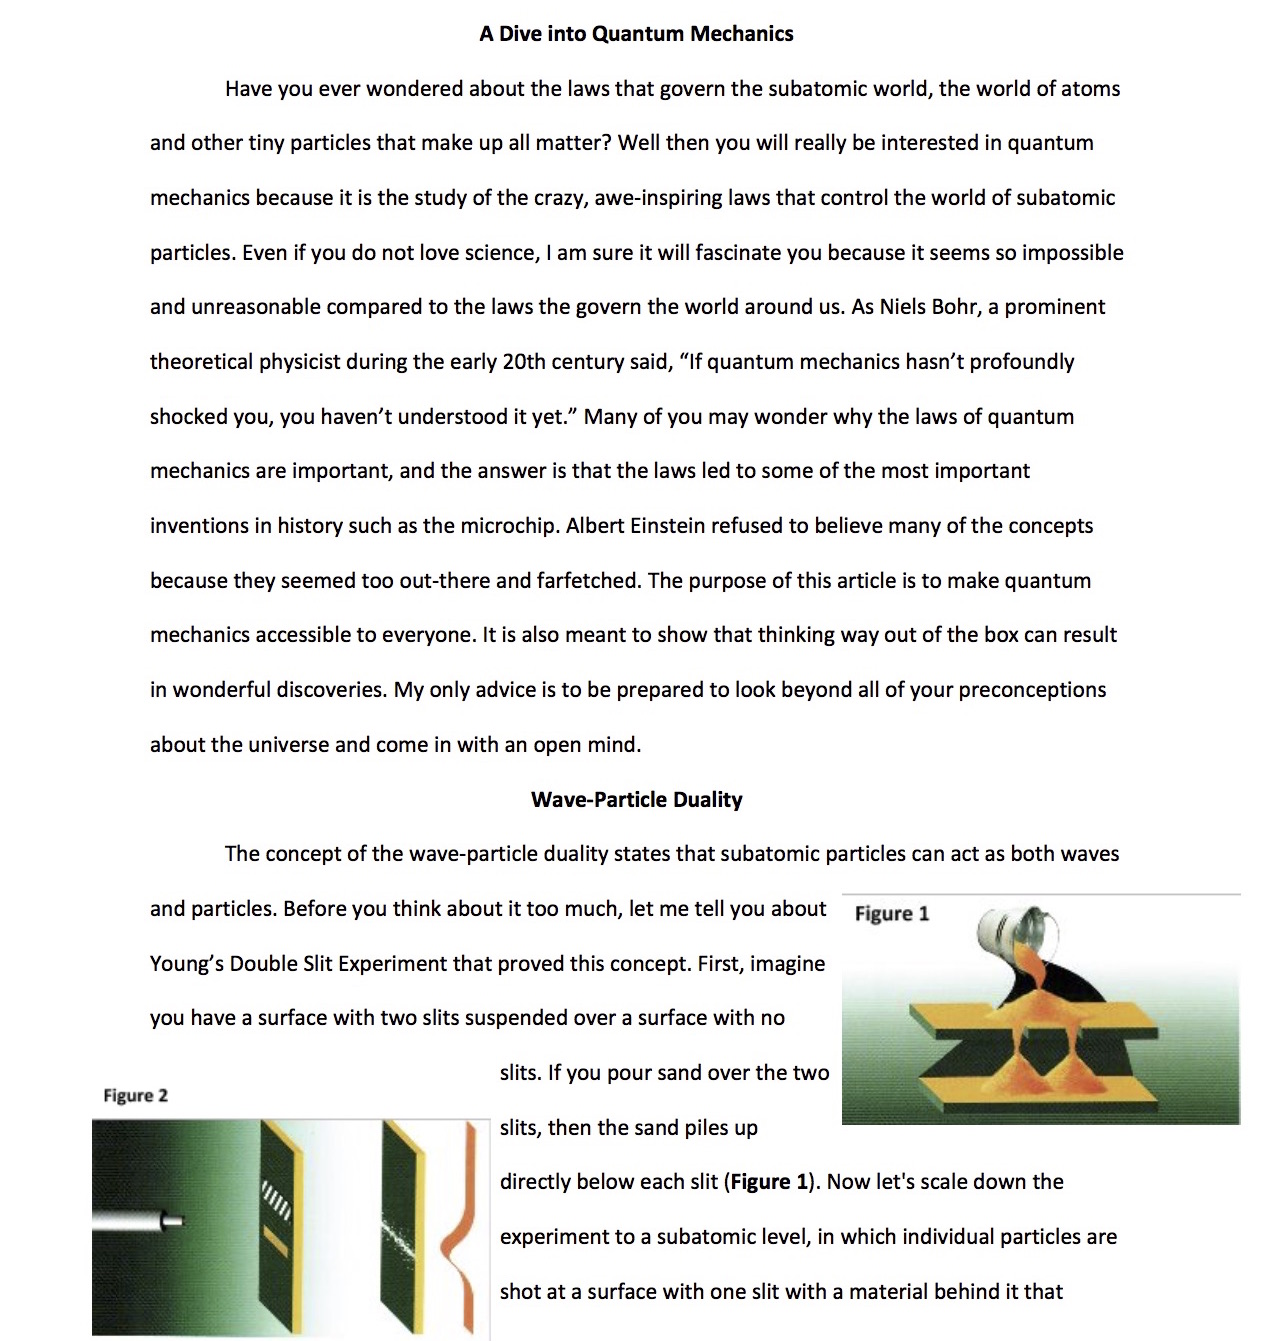 A Dive into Quantum Mechanics
Have you ever wondered about the laws that govern the subatomic world, the world of atoms
and other tiny particles that make up all matter? Well then you will really be interested in quantum
mechanics because it is the study of the crazy, awe-inspiring laws that control the world of subatomic
particles. Even if you do not love science, I am sure it will fascinate you because it seems so impossible
and unreasonable compared to the laws the govern the world around us. As Niels Bohr, a prominent
theoretical physicist during the early 20th century said, “If quantum mechanics hasn’t profoundly
shocked you, you haven’t understood it yet.” Many of you may wonder why the laws of quantum
mechanics are important, and the answer is that the laws led to some of the most important
inventions in history such as the microchip. Albert Einstein refused to believe many of the concepts
because they seemed too out-there and farfetched. The purpose of this article is to make quantum
mechanics accessible to everyone. It is also meant to show that thinking way out of the box can result
in wonderful discoveries. My only advice is to be prepared to look beyond all of your preconceptions
about the universe and come in with an open mind.
Wave-Particle Duality
The concept of the wave-particle duality states that subatomic particles can act as both waves
and particles. Before you think about it too much, let me tell you about
Figure 1
Young’s Double Slit Experiment that proved this concept. First, imagine
you have a surface with two slits suspended over a surface with no
slits. If you pour sand over the two
Figure 2
slits, then the sand piles up
directly below each slit (Figure 1). Now let's scale down the
experiment to a subatomic level, in which individual particles are
shot at a surface with one slit with a material behind it that